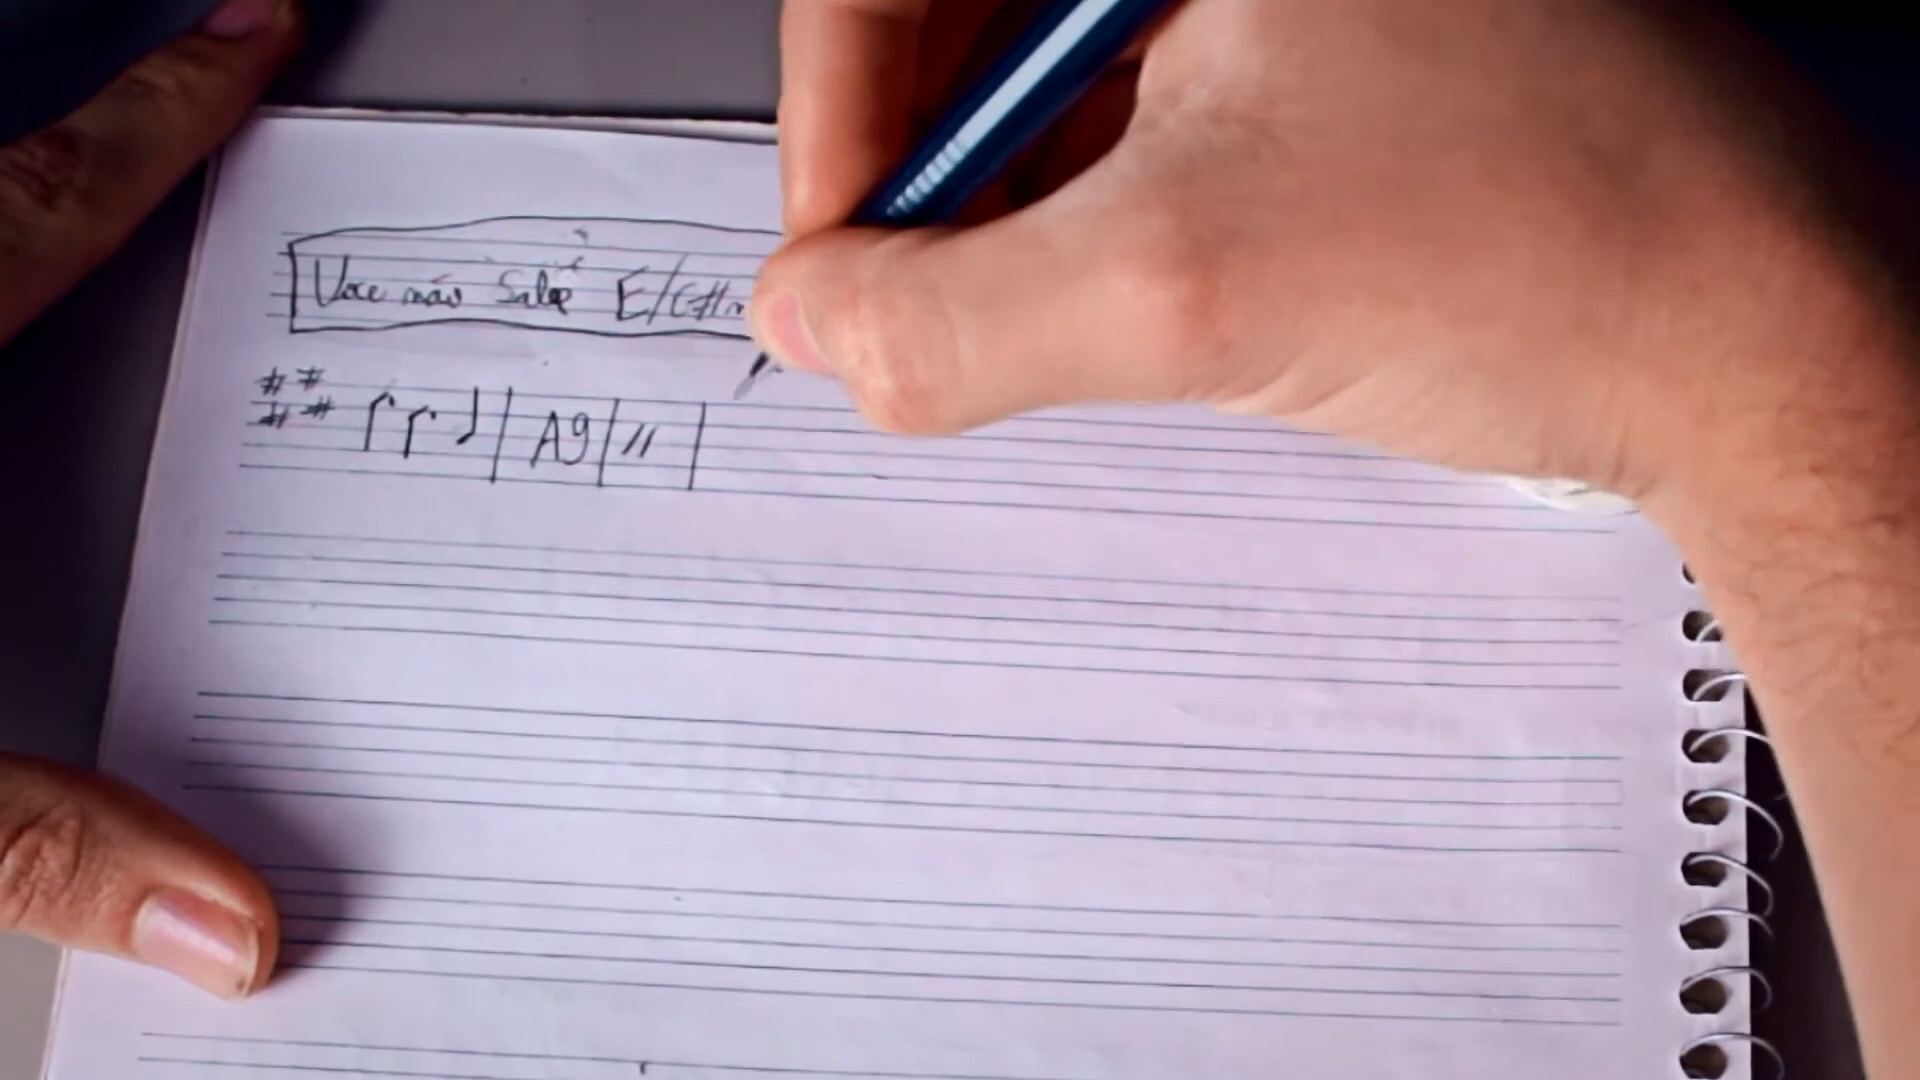 Voce não Sabe E/C#m
# # # # | A9 | // |